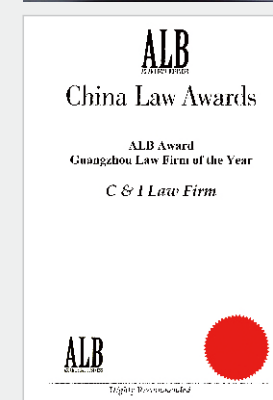 ALB
China Law Awards
ALB Award
Guangzhou Law Firm of the Year
C & I Law Firm
ALB
Highly Recommended